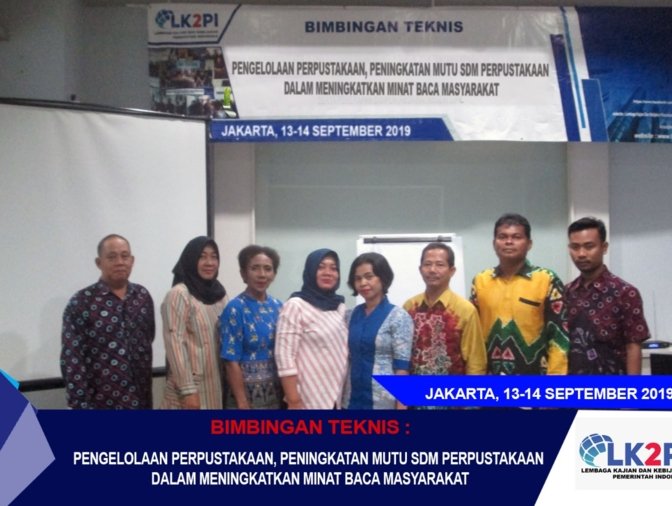 LK2PI
BIMBINGAN TEKNIS
PENGELOLAAN PERPUSTAKAAN, PENINGKATAN MUTU SDM PERPUSTAKAAN
DALAM MENINGKATKAN MINAT BACA MASYARAKAT
JAKARTA, 13-14 SEPTEMBER 2019
JAKARTA, 13-14 SEPTEMBER 2019
BIMBINGAN TEKNIS :
PENGELOLAAN PERPUSTAKAAN, PENINGKATAN MUTU SDM PERPUSTAKAAN
DALAM MENINGKATKAN MINAT BACA MASYARAKAT
LK2PI
LEMBAGA KAJIAN DAN KEBIJ
PEMERINTAH INDO